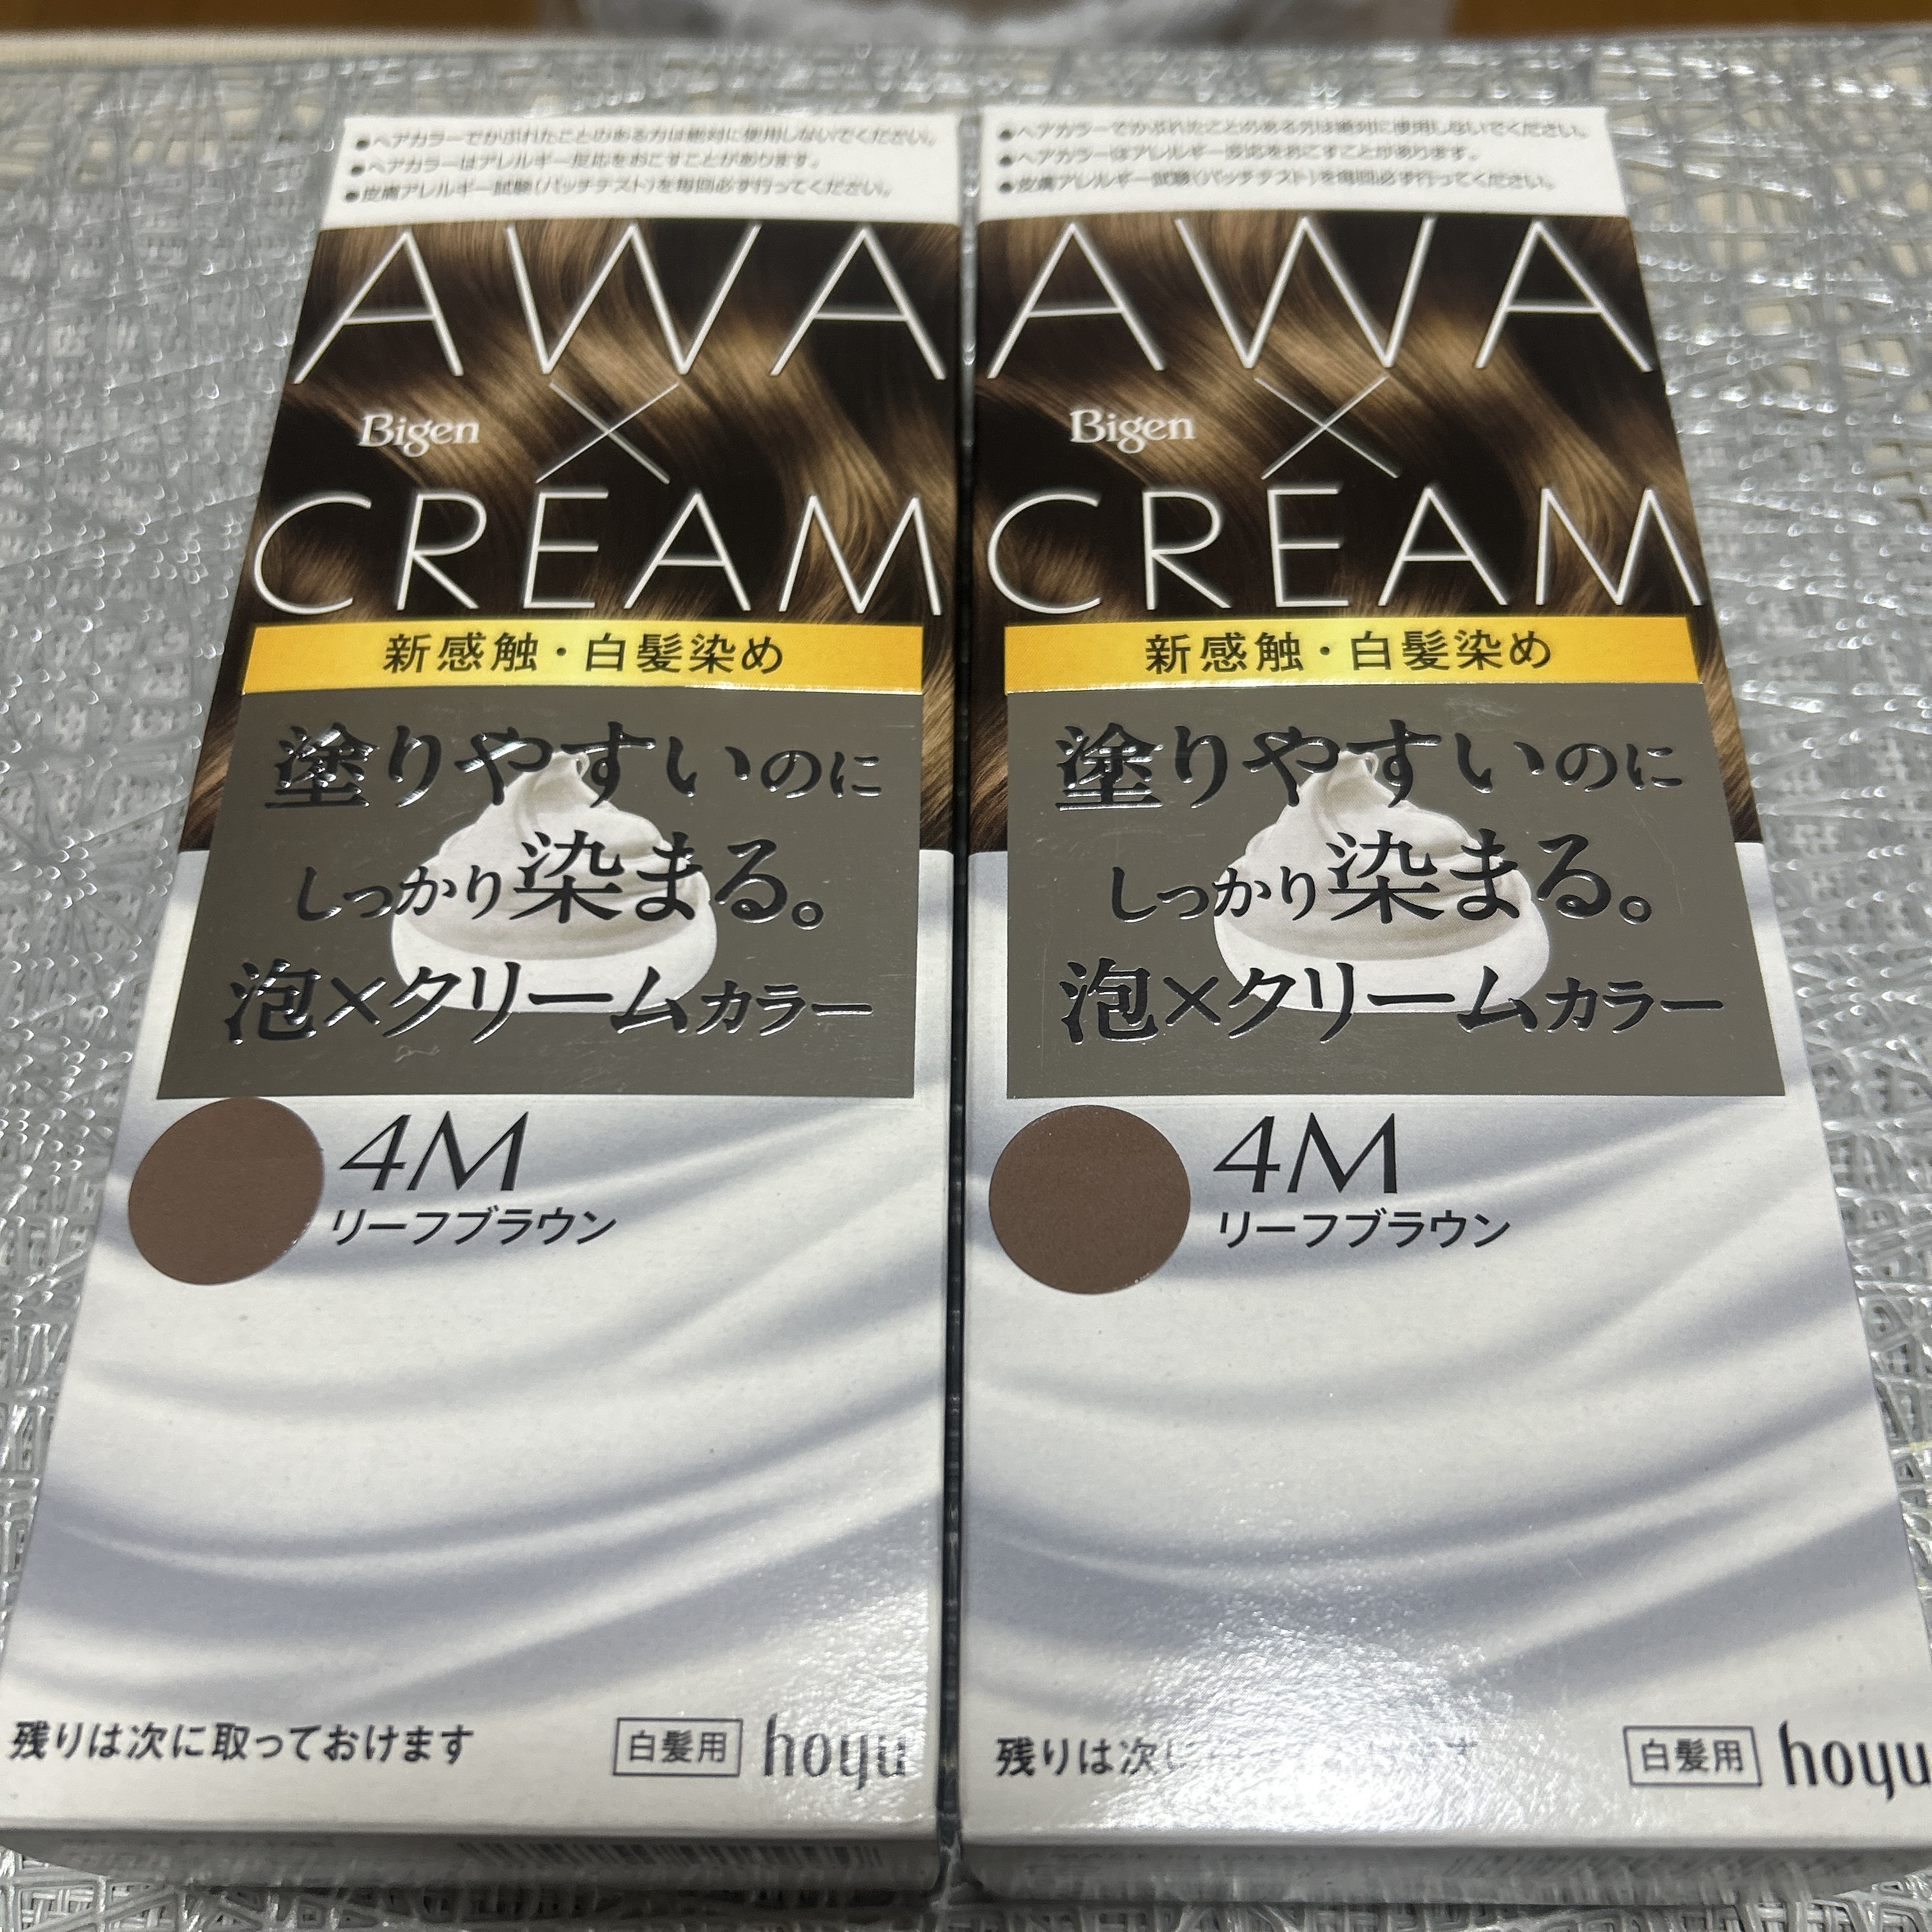 ●ヘアカラーでかぶれたことのある方は絶対に使用しないでください。
●ヘアカラーはアレルギー反応をおこすことがあります。
●皮膚アレルギー試験(パッチテスト)を毎回必ず行ってください。
AWA
Bigen ×
CREAM
新感触・白髪染め
塗りやすいのに
しっかり染まる。
泡×クリームカラー
4M
リーフブラウン
残りは次に取っておけます 白髪用 hoyu
●ヘアカラーでかぶれたことのある方は絶対に使用しないでください。
●ヘアカラーはアレルギー反応をおこすことがあります。
●皮膚アレルギー試験(パッチテスト)を毎回必ず行ってください。
AWA
Bigen ×
CREAM
新感触・白髪染め
塗りやすいのに
しっかり染まる。
泡×クリームカラー
4M
リーフブラウン
残りは次に 白髪用 hoyu